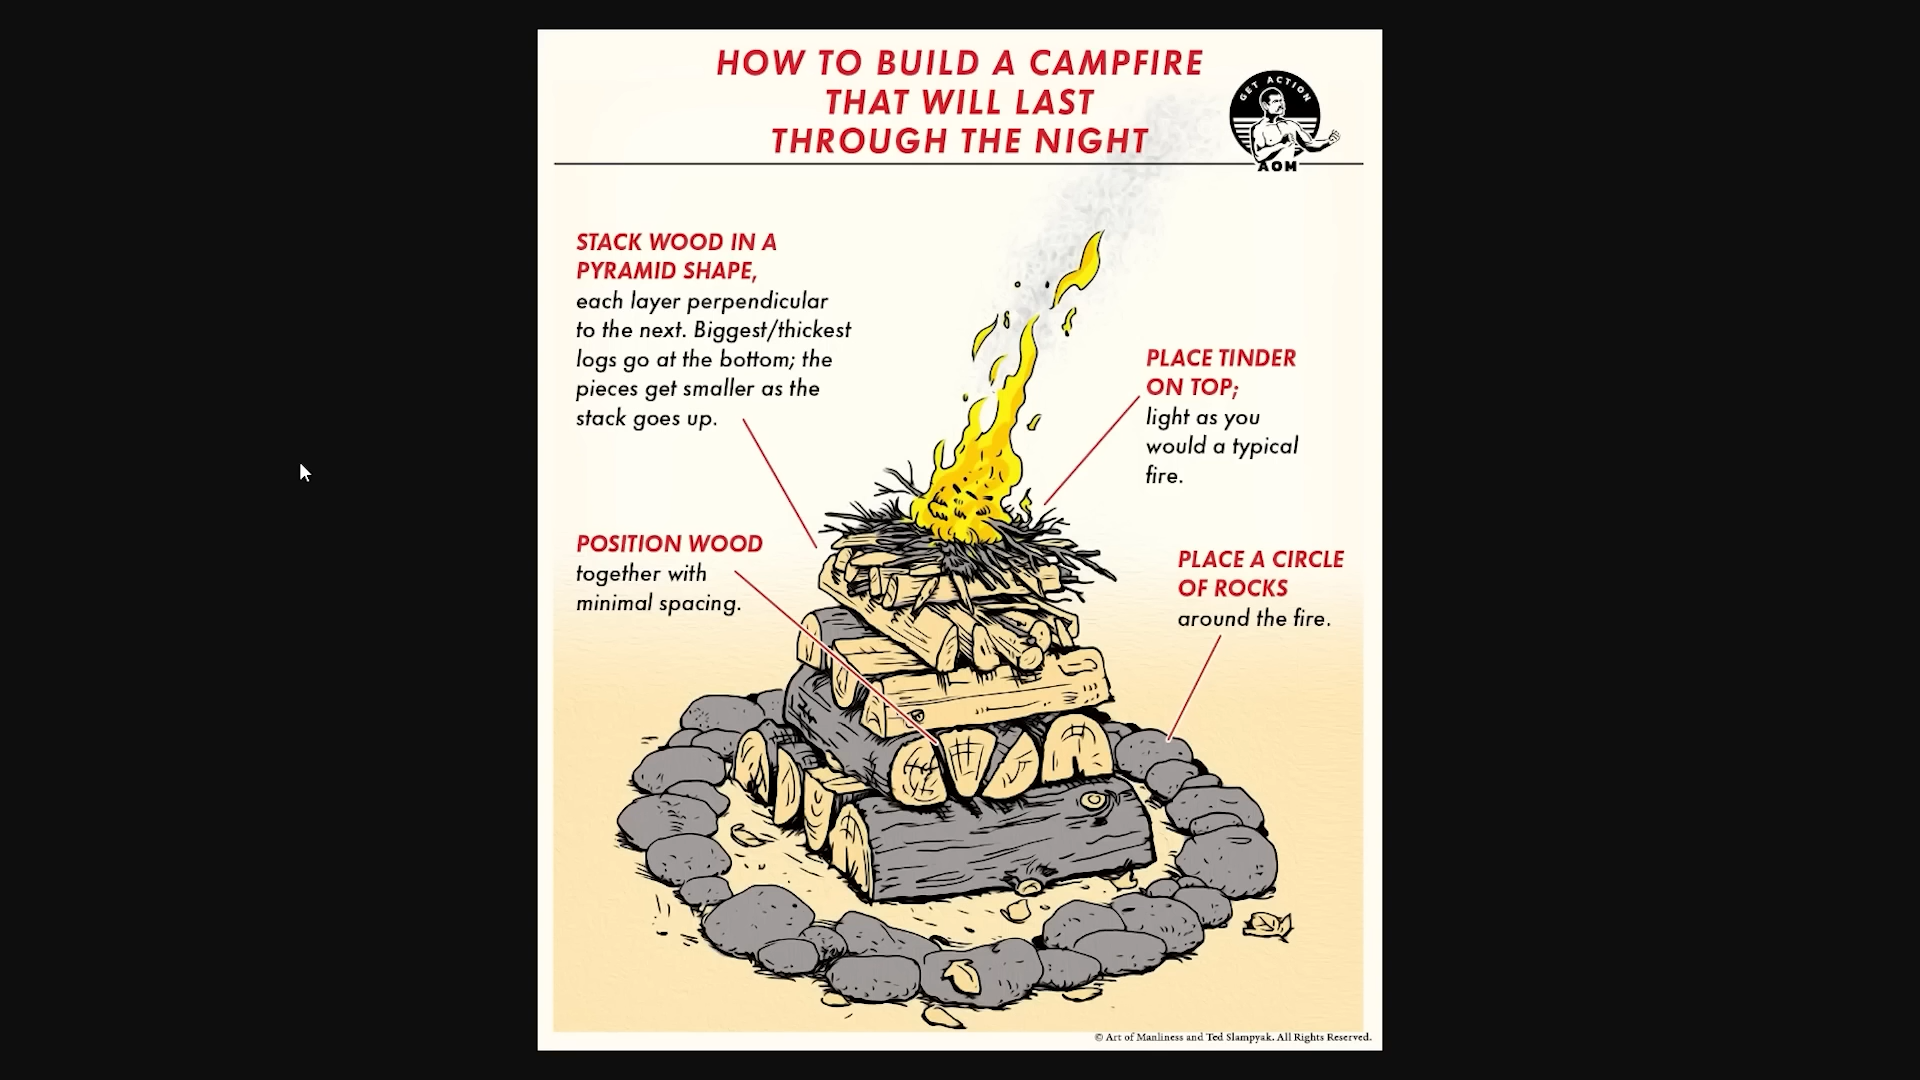 HOW TO BUILD A CAMPFIRE
THAT WILL LAST
THROUGH THE NIGHT
GET ACTION
AOM
STACK WOOD IN A
PYRAMID SHAPE,
each layer perpendicular
to the next. Biggest/thickest
logs go at the bottom; the
pieces get smaller as the
stack goes up.
PLACE TINDER
ON TOP;
light as you
would a typical
fire.
POSITION WOOD
together with
minimal spacing.
PLACE A CIRCLE
OF ROCKS
around the fire.
© Art of Manliness and Ted Slampyak. All Rights Reserved.